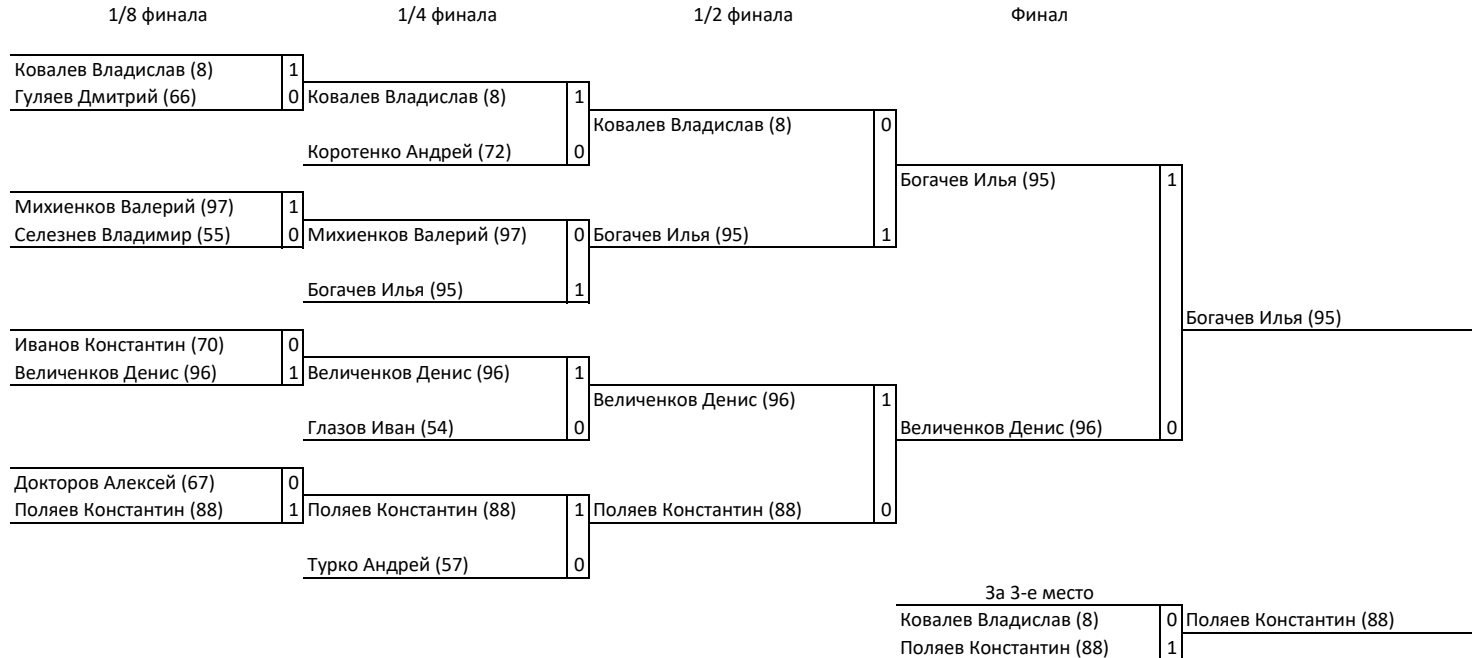 1/8 финала 1/4 финала 1/2 финала Финал
Ковалев Владислав (8) 1
Гуляев Дмитрий (66) 0 Ковалев Владислав (8) 1
Ковалев Владислав (8) 0
Коротенко Андрей (72) 0
Богачев Илья (95) 1
Михиенков Валерий (97) 1
Селезнев Владимир (55) 0 Михиенков Валерий (97) 0 Богачев Илья (95) 1
Богачев Илья (95) 1
Богачев Илья (95)
Иванов Константин (70) 0
Величенков Денис (96) 1 Величенков Денис (96) 1
Величенков Денис (96) 1
Глазов Иван (54) 0 Величенков Денис (96) 0
Докторов Алексей (67) 0
Поляев Константин (88) 1 Поляев Константин (88) 1 Поляев Константин (88) 0
Турко Андрей (57) 0
За 3-е место
Ковалев Владислав (8) 0 Поляев Константин (88)
Поляев Константин (88) 1